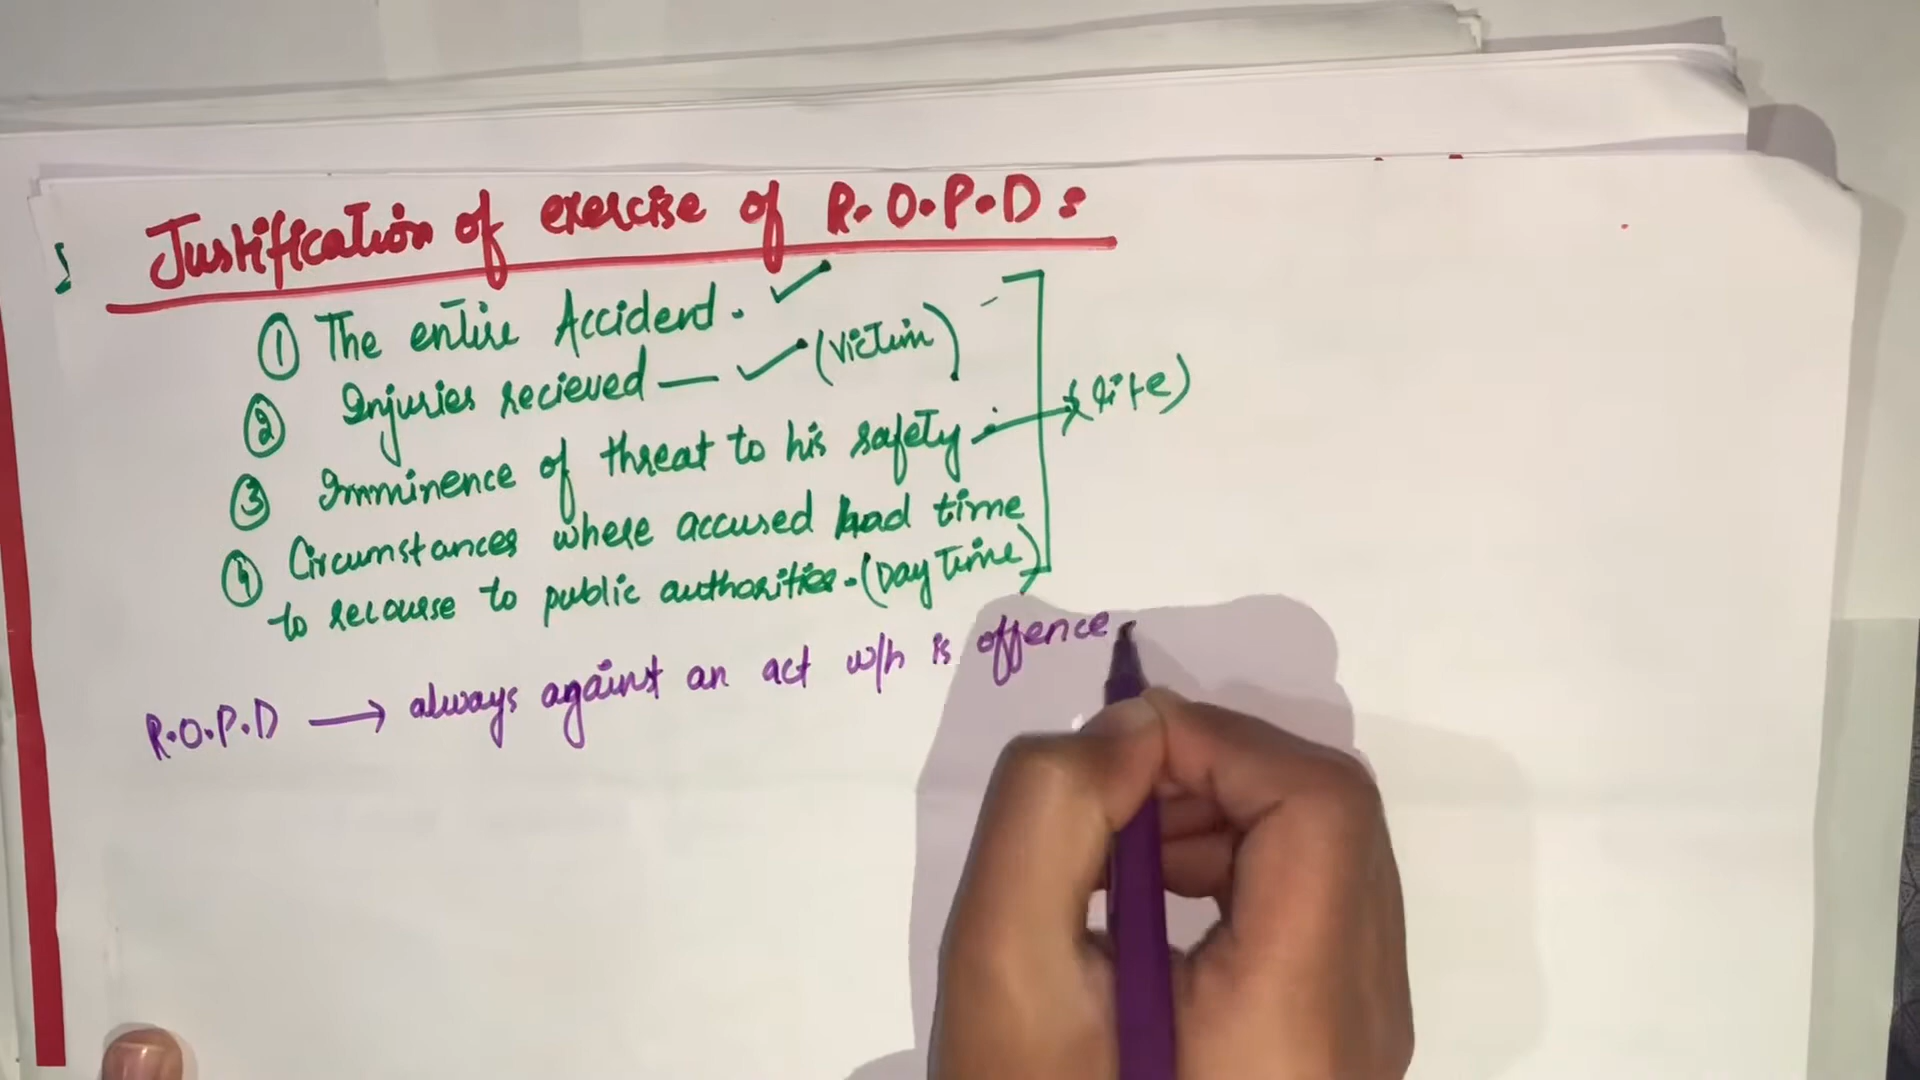 Justification of exercise of R.O.P.D:
① The entire Accident.
② Injuries recieved — (Victim)
③ Imminence of threat to his safety (life)
④ Circumstances where accused had time
to recourse to public authorities. (Day Time)
R.O.P.D → always against an act w/h is offence